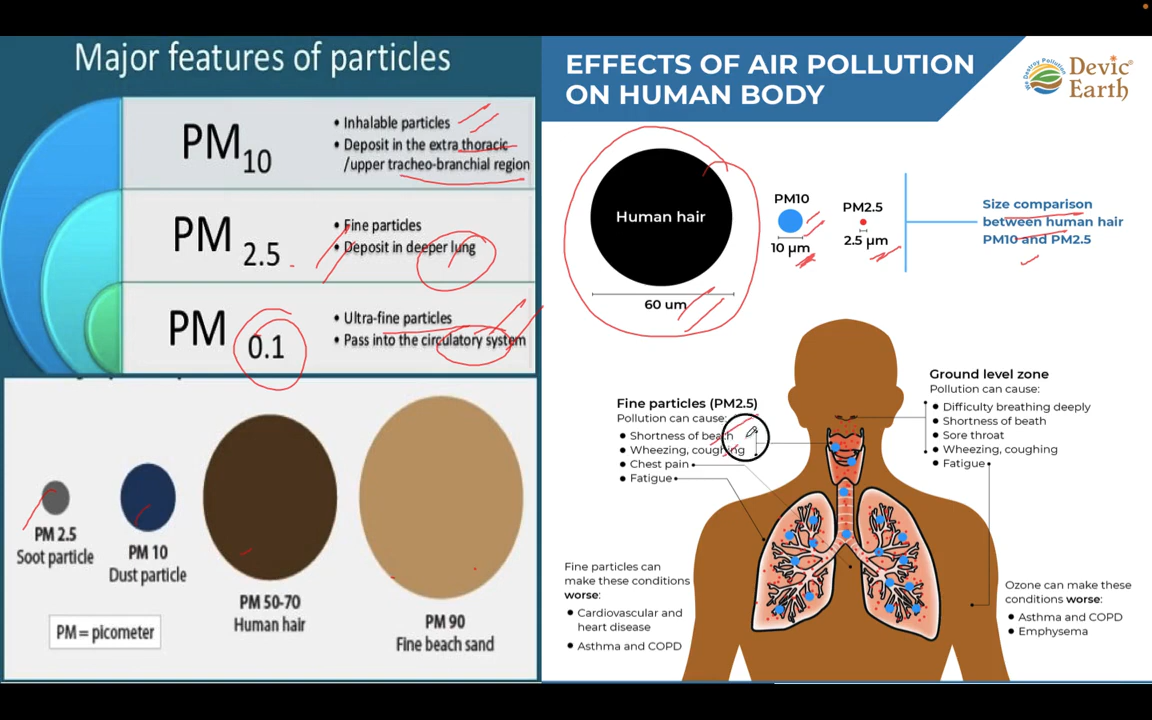 Major features of particles
PM10
• Inhalable particles
• Deposit in the extra thoracic
/upper tracheo-branchial region
PM 2.5
• Fine particles
• Deposit in deeper lung
PM 0.1
• Ultra-fine particles
• Pass into the circulatory system
PM 2.5
Soot particle
PM 10
Dust particle
PM 50-70
Human hair
PM 90
Fine beach sand
PM = picometer
EFFECTS OF AIR POLLUTION
ON HUMAN BODY
We Destroy Pollution
Devic
Earth
Human hair
60 um
PM10
10 μm
PM2.5
2.5 μm
Size comparison
between human hair
PM10 and PM2.5
Fine particles (PM2.5)
Pollution can cause:
• Shortness of beath
• Wheezing, coughing
• Chest pain
• Fatigue
Ground level zone
Pollution can cause:
• Difficulty breathing deeply
• Shortness of beath
• Sore throat
• Wheezing, coughing
• Fatigue
Fine particles can
make these conditions
worse:
• Cardiovascular and
heart disease
• Asthma and COPD
Ozone can make these
conditions worse:
• Asthma and COPD
• Emphysema